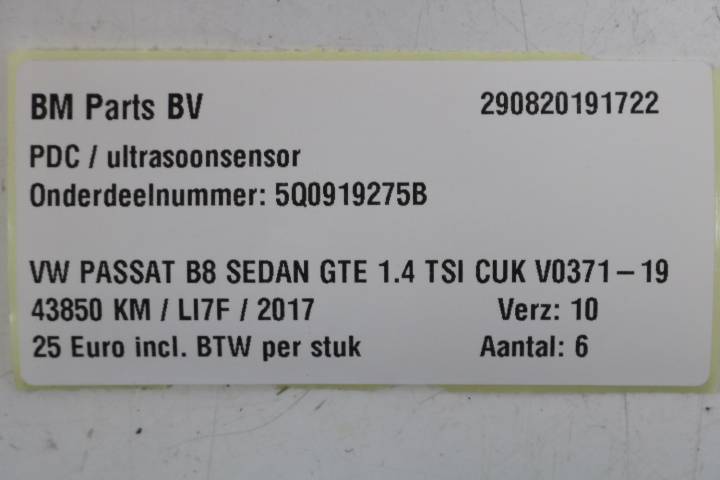 BM Parts BV 290820191722
PDC / ultrasoonsensor
Onderdeelnummer: 5Q0919275B
VW PASSAT B8 SEDAN GTE 1.4 TSI CUK V0371-19
43850 KM / LI7F / 2017 Verz: 10
25 Euro incl. BTW per stuk Aantal: 6